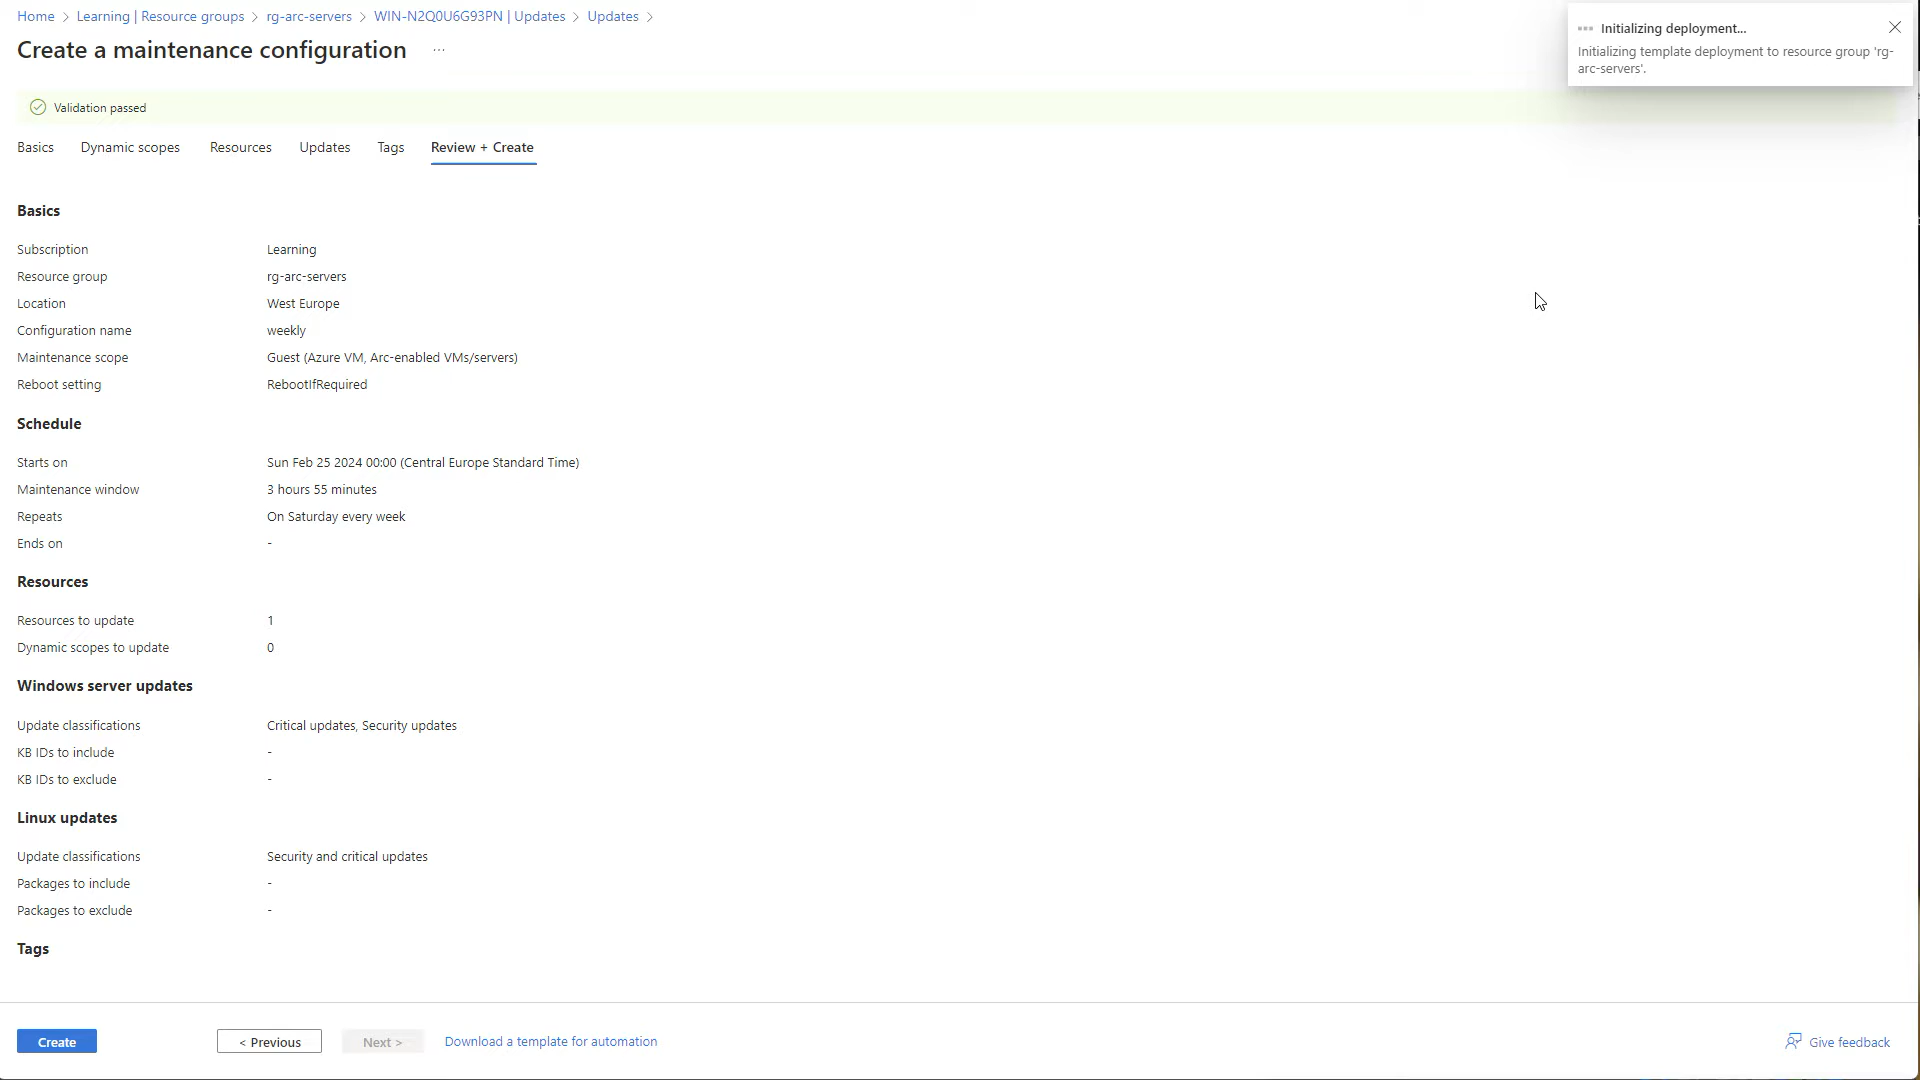 Home > Learning | Resource groups > rg-arc-servers > WIN-N2Q0U6G93PN | Updates > Updates >
Create a maintenance configuration ...
Initializing deployment...
Initializing template deployment to resource group 'rg-
arc-servers'.
Validation passed
Basics Dynamic scopes Resources Updates Tags Review + Create
Basics
Subscription Learning
Resource group rg-arc-servers
Location West Europe
Configuration name weekly
Maintenance scope Guest (Azure VM, Arc-enabled VMs/servers)
Reboot setting RebootIfRequired
Schedule
Starts on Sun Feb 25 2024 00:00 (Central Europe Standard Time)
Maintenance window 3 hours 55 minutes
Repeats On Saturday every week
Ends on -
Resources
Resources to update 1
Dynamic scopes to update 0
Windows server updates
Update classifications Critical updates, Security updates
KB IDs to include -
KB IDs to exclude -
Linux updates
Update classifications Security and critical updates
Packages to include -
Packages to exclude -
Tags
Create < Previous Next > Download a template for automation Give feedback